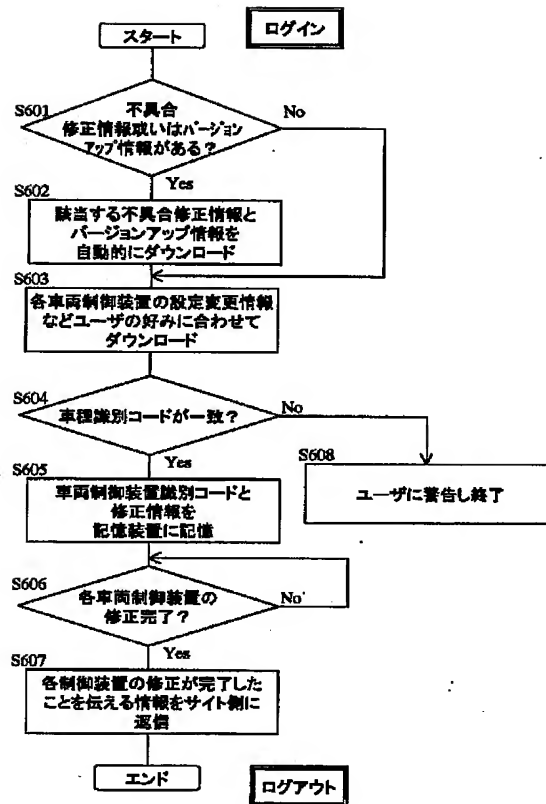 ログイン
スタート
S601
不具合
修正情報或いはバージョン
アップ情報がある？
No
Yes
S602
該当する不具合修正情報と
バージョンアップ情報を
自動的にダウンロード
S603
各車両制御装置の設定変更情報
などユーザの好みに合わせて
ダウンロード
S604
車種識別コードが一致？
No
Yes
S608
ユーザに警告し終了
S605
車両制御装置識別コードと
修正情報を
記憶装置に記憶
S606
各車両制御装置の
修正完了？
No
Yes
S607
各制御装置の修正が完了した
ことを伝える情報をサイト側に
返信
エンド
ログアウト